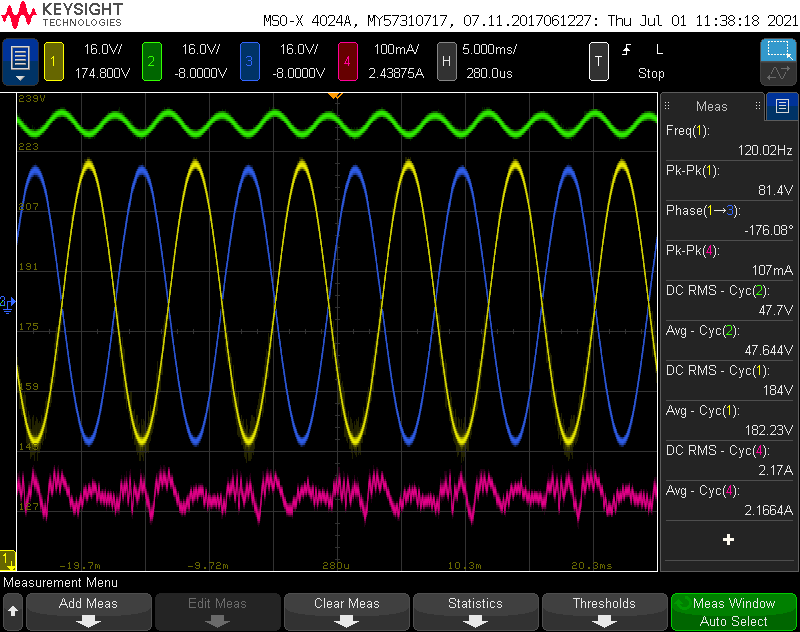 KEYSIGHT
TECHNOLOGIES
MSO-X 4024A, MY57310717, 07.11.2017061227: Thu Jul 01 11:38:18 2021
1 16.0V/ 2 16.0V/ 3 16.0V/ 4 100mA/ H 5.000ms/ T L
174.800V -8.0000V -8.0000V 2.43875A 280.0us Stop
239V
223
207
191
175
159
143
127
-19.7m -9.72m 280u 10.3m 20.3ms
2
1
Meas
Freq(1):
120.02Hz
Pk-Pk(1):
81.4V
Phase(1→3):
-176.08°
Pk-Pk(4):
107mA
DC RMS - Cyc(2):
47.7V
Avg - Cyc(2):
47.644V
DC RMS - Cyc(1):
184V
Avg - Cyc(1):
182.23V
DC RMS - Cyc(4):
2.17A
Avg - Cyc(4):
2.1664A
+
Measurement Menu
Add Meas Edit Meas Clear Meas Statistics Thresholds Meas Window
Auto Select